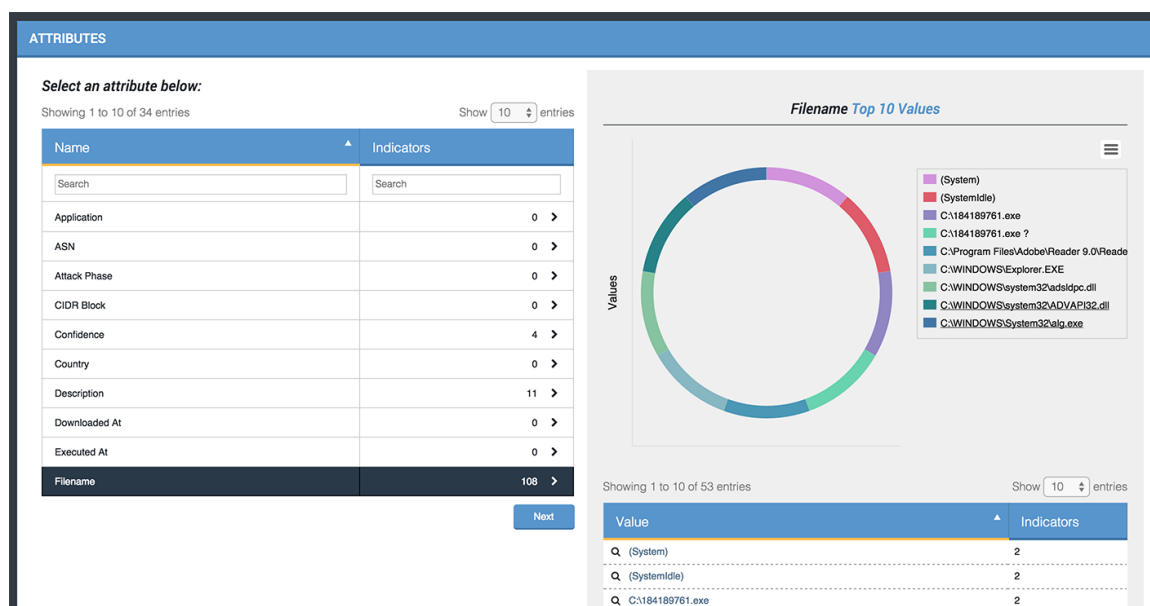 ATTRIBUTES
Select an attribute below:
Showing 1 to 10 of 34 entries
Show 10 entries
Name Indicators
Search Search
Application 0
ASN 0
Attack Phase 0
CIDR Block 0
Confidence 4
Country 0
Description 11
Downloaded At 0
Executed At 0
Filename 108
Next
Filename Top 10 Values
Values
(System)
(SystemIdle)
C:\184189761.exe
C:\184189761.exe ?
C:\Program Files\Adobe\Reader 9.0\Reade
C:\WINDOWS\Explorer.EXE
C:\WINDOWS\system32\adsldpc.dll
C:\WINDOWS\system32\ADVAPI32.dll
C:\WINDOWS\System32\alg.exe
Showing 1 to 10 of 53 entries
Show 10 entries
Value Indicators
(System) 2
(SystemIdle) 2
C:\184189761.exe 2